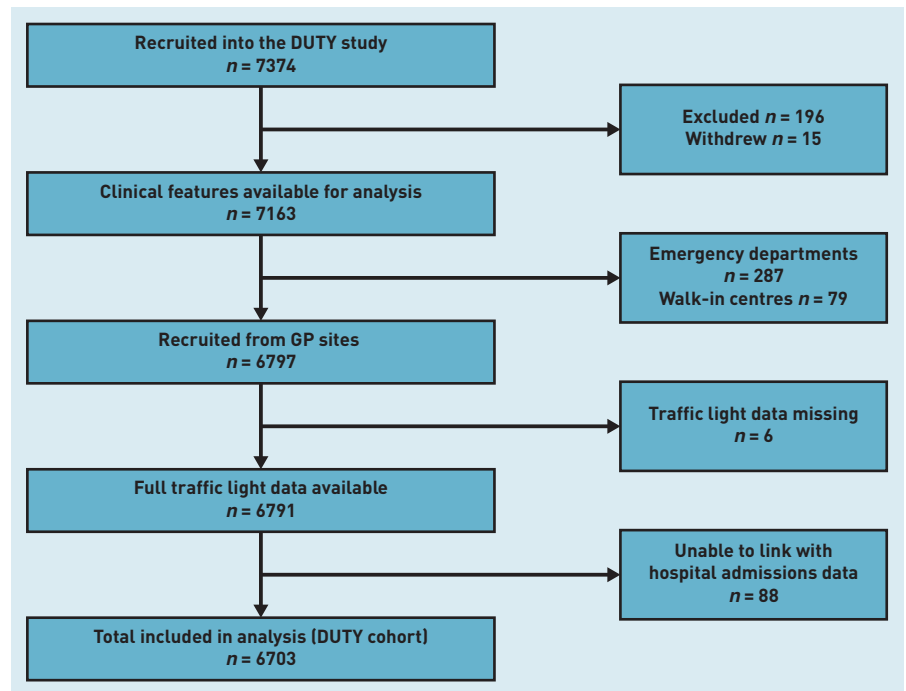 Recruited into the DUTY study
n = 7374
Excluded n = 196
Withdrew n = 15
Clinical features available for analysis
n = 7163
Emergency departments
n = 287
Walk-in centres n = 79
Recruited from GP sites
n = 6797
Traffic light data missing
n = 6
Full traffic light data available
n = 6791
Unable to link with
hospital admissions data
n = 88
Total included in analysis (DUTY cohort)
n = 6703